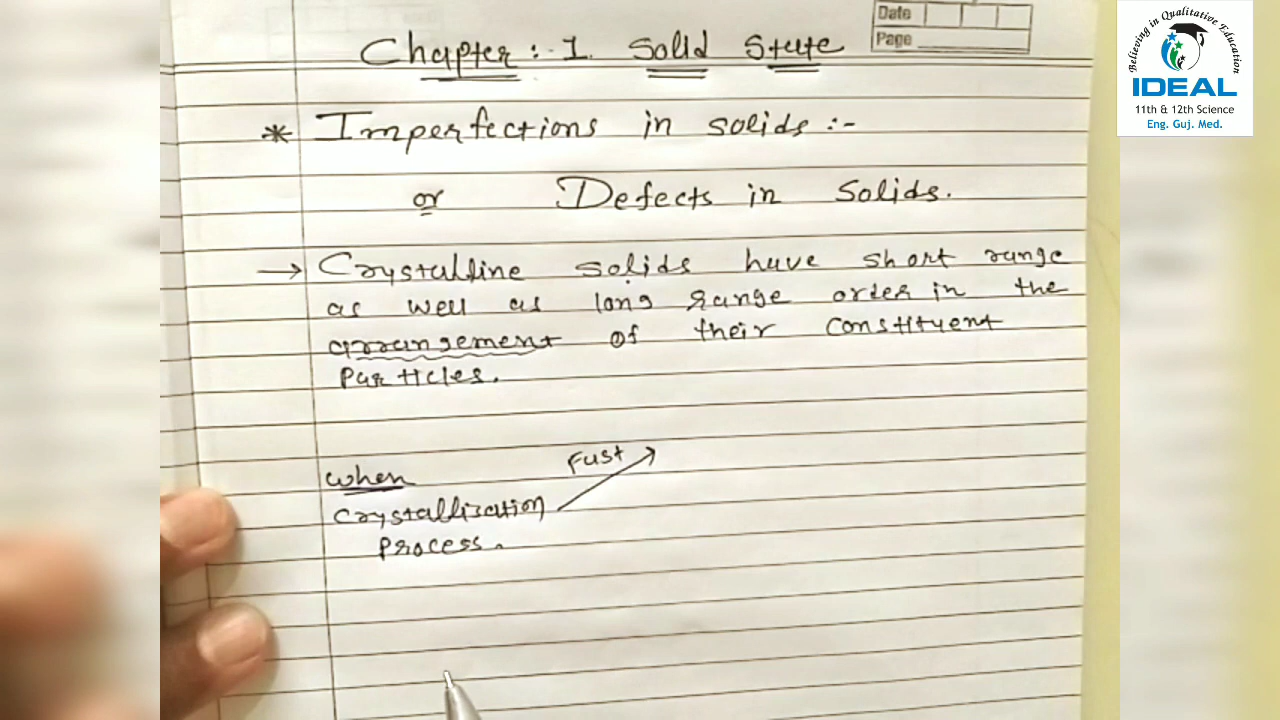 Date
Page
Chapter :- 1. Solid State
* Imperfections in solids :-
or Defects in Solids.
→ Crystalline solids have short range
as well as long range order in the
arrangement of their constituent
Particles.
Fast
when
Crystallization
Process.
Believing in Qualitative Education
IDEAL
11th & 12th Science
Eng. Guj. Med.